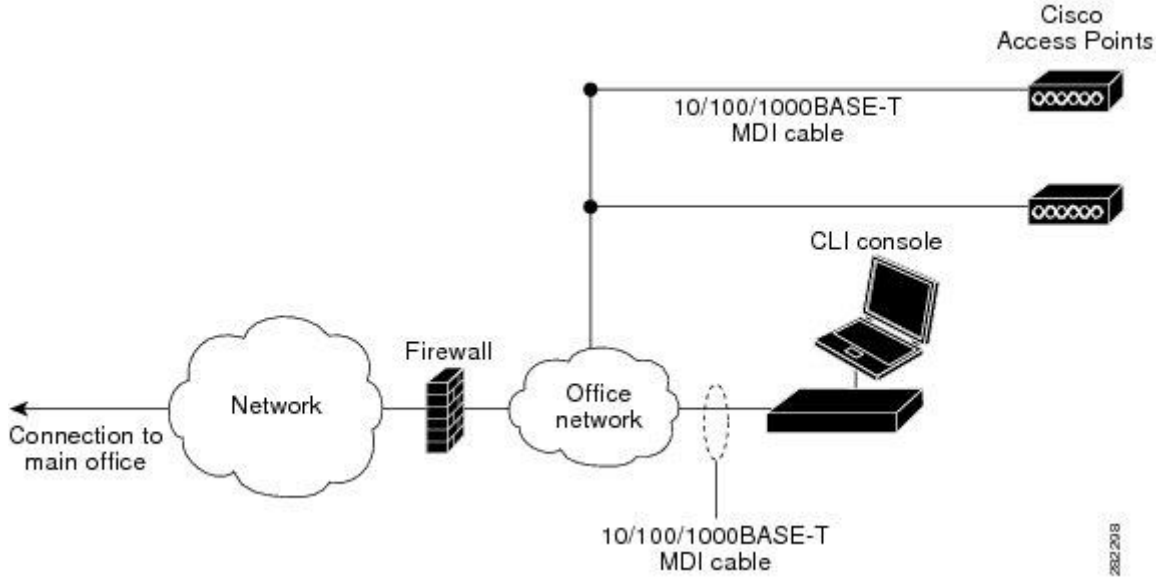 Cisco
Access Points
10/100/1000BASE-T
MDI cable
CLI console
Firewall
Network
Office
network
Connection to
main office
10/100/1000BASE-T
MDI cable
282298